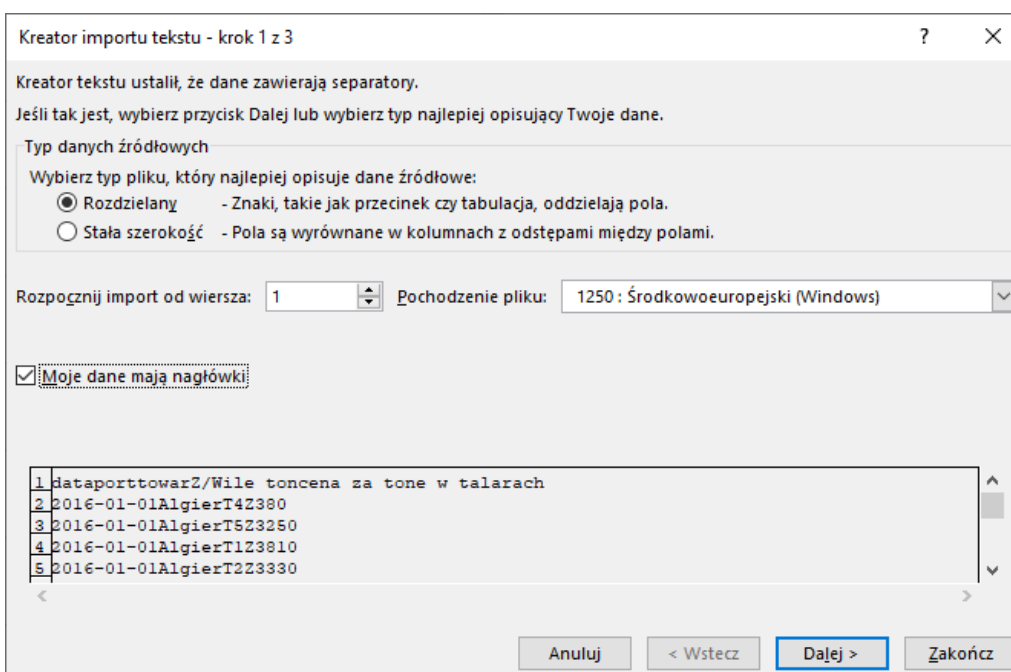 Kreator importu tekstu - krok 1 z 3 ? ×
Kreator tekstu ustalił, że dane zawierają separatory.
Jeśli tak jest, wybierz przycisk Dalej lub wybierz typ najlepiej opisujący Twoje dane.
Typ danych źródłowych
Wybierz typ pliku, który najlepiej opisuje dane źródłowe:
Rozdzielany - Znaki, takie jak przecinek czy tabulacja, oddzielają pola.
Stała szerokość - Pola są wyrównane w kolumnach z odstępami między polami.
Rozpocznij import od wiersza: 1 Pochodzenie pliku: 1250 : Środkowoeuropejski (Windows)
Moje dane mają nagłówki
1 dataporttowarZ/Wile toncena za tone w talarach
2 2016-01-01AlgierT4Z380
3 2016-01-01AlgierT5Z3250
4 2016-01-01AlgierT1Z3810
5 2016-01-01AlgierT2Z3330
Anuluj < Wstecz Dalej > Zakończ